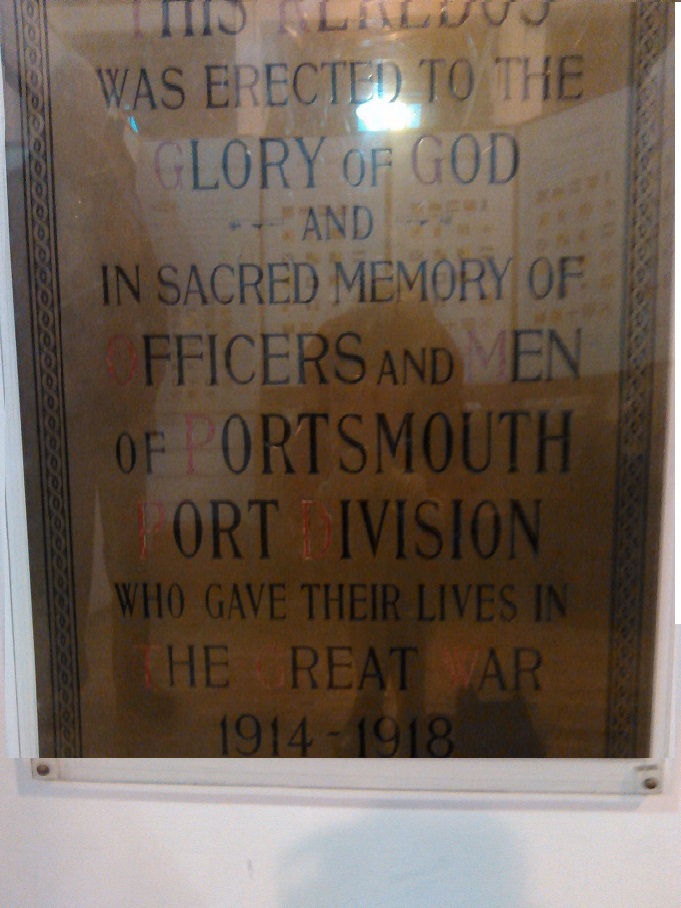 THIS REREDOS
WAS ERECTED TO THE
GLORY OF GOD
AND
IN SACRED MEMORY OF
OFFICERS AND MEN
OF PORTSMOUTH
PORT DIVISION
WHO GAVE THEIR LIVES IN
THE GREAT WAR
1914-1918